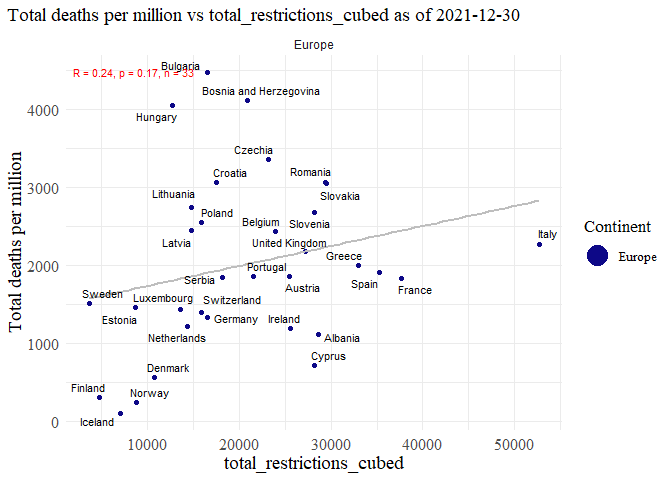 Total deaths per million vs total_restrictions_cubed as of 2021-12-30
Europe
Bulgaria
R = 0.24, p = 0.17, n = 33
Bosnia and Herzegovina
Hungary
Czechia
Croatia
Romania
Slovakia
Lithuania
Poland
Belgium
Slovenia
Latvia
United Kingdom
Greece
Italy
Serbia
Portugal
Austria
Spain
France
Sweden
Luxembourg
Switzerland
Estonia
Germany
Ireland
Netherlands
Albania
Cyprus
Denmark
Finland
Norway
Iceland
4000
3000
2000
1000
0
Total deaths per million
10000 20000 30000 40000 50000
total_restrictions_cubed
Continent
Europe